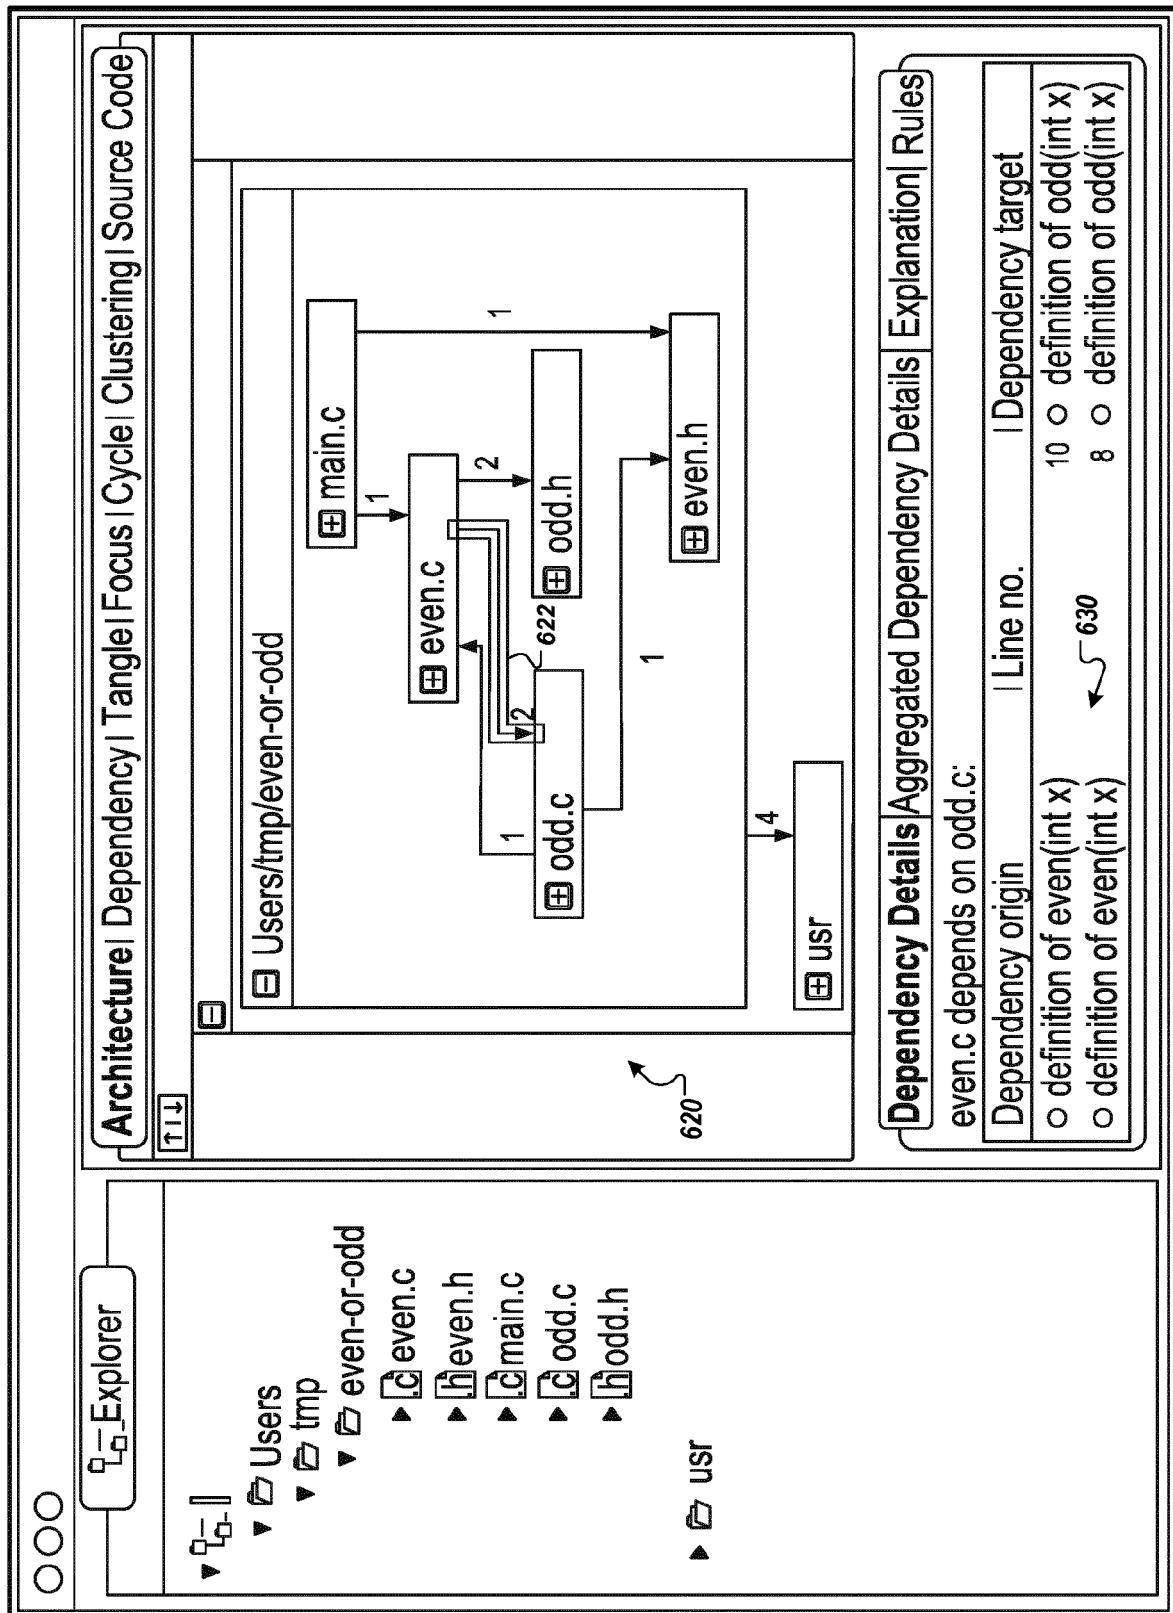 Explorer
Users
tmp
even-or-odd
.c even.c
.h even.h
.c main.c
.c odd.c
.h odd.h
usr
Architecture | Dependency | Tangle | Focus | Cycle | Clustering | Source Code
Users/tmp/even-or-odd
main.c
1
1
even.c
2
622
2
1
odd.h
odd.c
1
even.h
4
usr
620
Dependency Details | Aggregated Dependency Details | Explanation | Rules
even.c depends on odd.c:
Dependency origin | Line no. | Dependency target
definition of even(int x) 10 definition of odd(int x)
definition of even(int x) 8 definition of odd(int x)
630